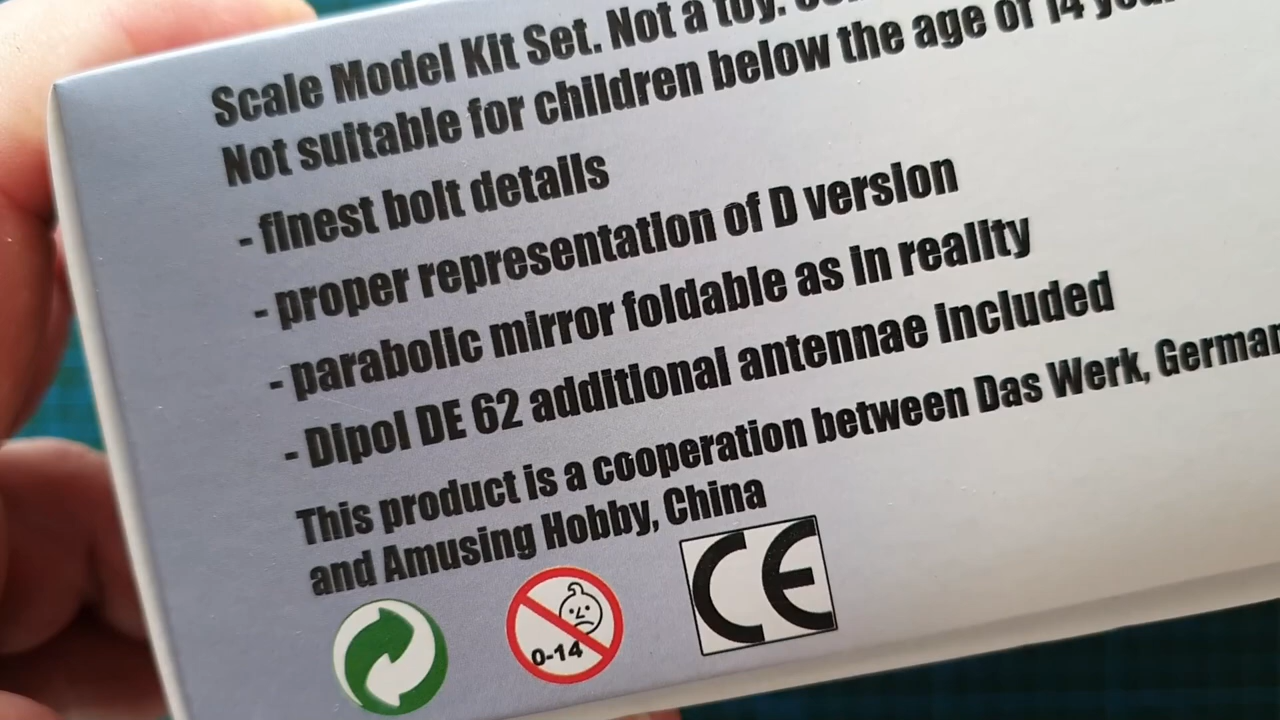 Scale Model Kit Set. Not a toy.
Not suitable for children below the age of 14
- finest bolt details
- proper representation of D version
- parabolic mirror foldable as in reality
- Dipol DE 62 additional antennae included
This product is a cooperation between Das Werk,
and Amusing Hobby, China
0-14
CE